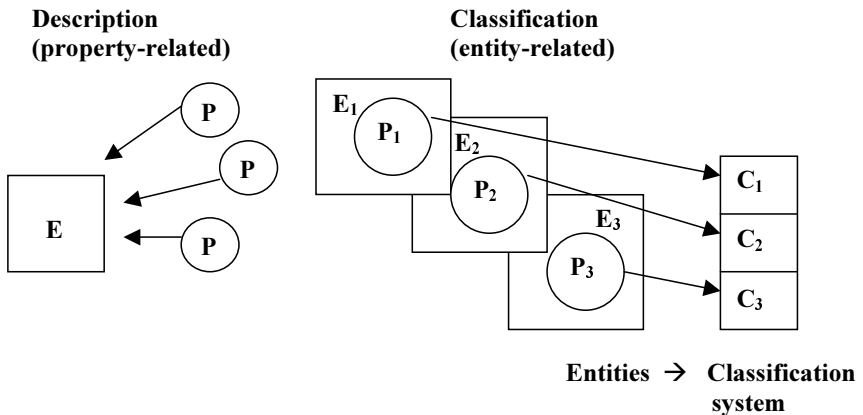 Description
(property-related)
Classification
(entity-related)
P
P
E
P
E₁
P₁
E₂
P₂
E₃
P₃
C₁
C₂
C₃
Entities → Classification
system